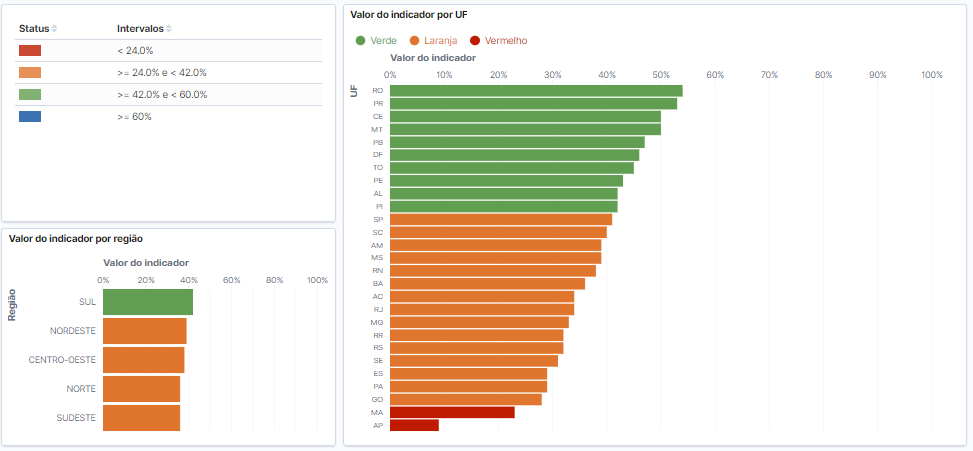 Status Intervalos
< 24.0%
>= 24.0% e < 42.0%
>= 42.0% e < 60.0%
>= 60%
Valor do indicador por região
Valor do indicador
0% 20% 40% 60% 80% 100%
Região
SUL
NORDESTE
CENTRO-OESTE
NORTE
SUDESTE
Valor do indicador por UF
Verde Laranja Vermelho
Valor do indicador
0% 10% 20% 30% 40% 50% 60% 70% 80% 90% 100%
UF
RO
PR
CE
MT
PB
DF
TO
PE
AL
PI
SP
SC
AM
MS
RN
BA
AC
RJ
MG
RR
RS
SE
ES
PA
GO
MA
AP